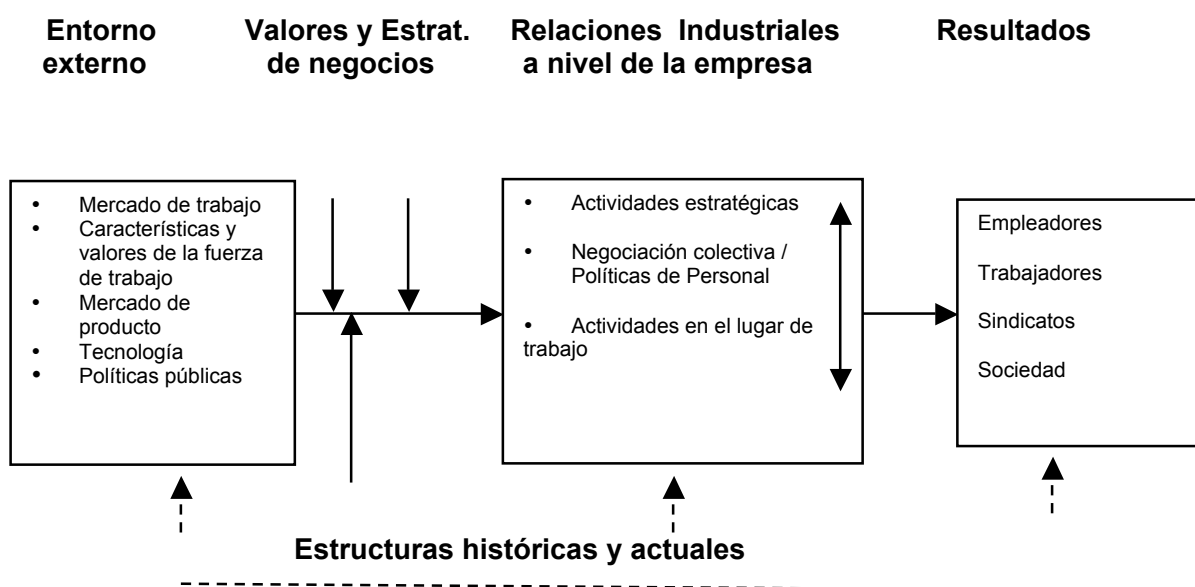 Entorno
externo
Valores y Estrat.
de negocios
Relaciones Industriales
a nivel de la empresa
Resultados
• Mercado de trabajo
• Características y
valores de la fuerza
de trabajo
• Mercado de
producto
• Tecnología
• Políticas públicas
• Actividades estratégicas
• Negociación colectiva /
Políticas de Personal
• Actividades en el lugar de
trabajo
Empleadores
Trabajadores
Sindicatos
Sociedad
Estructuras históricas y actuales